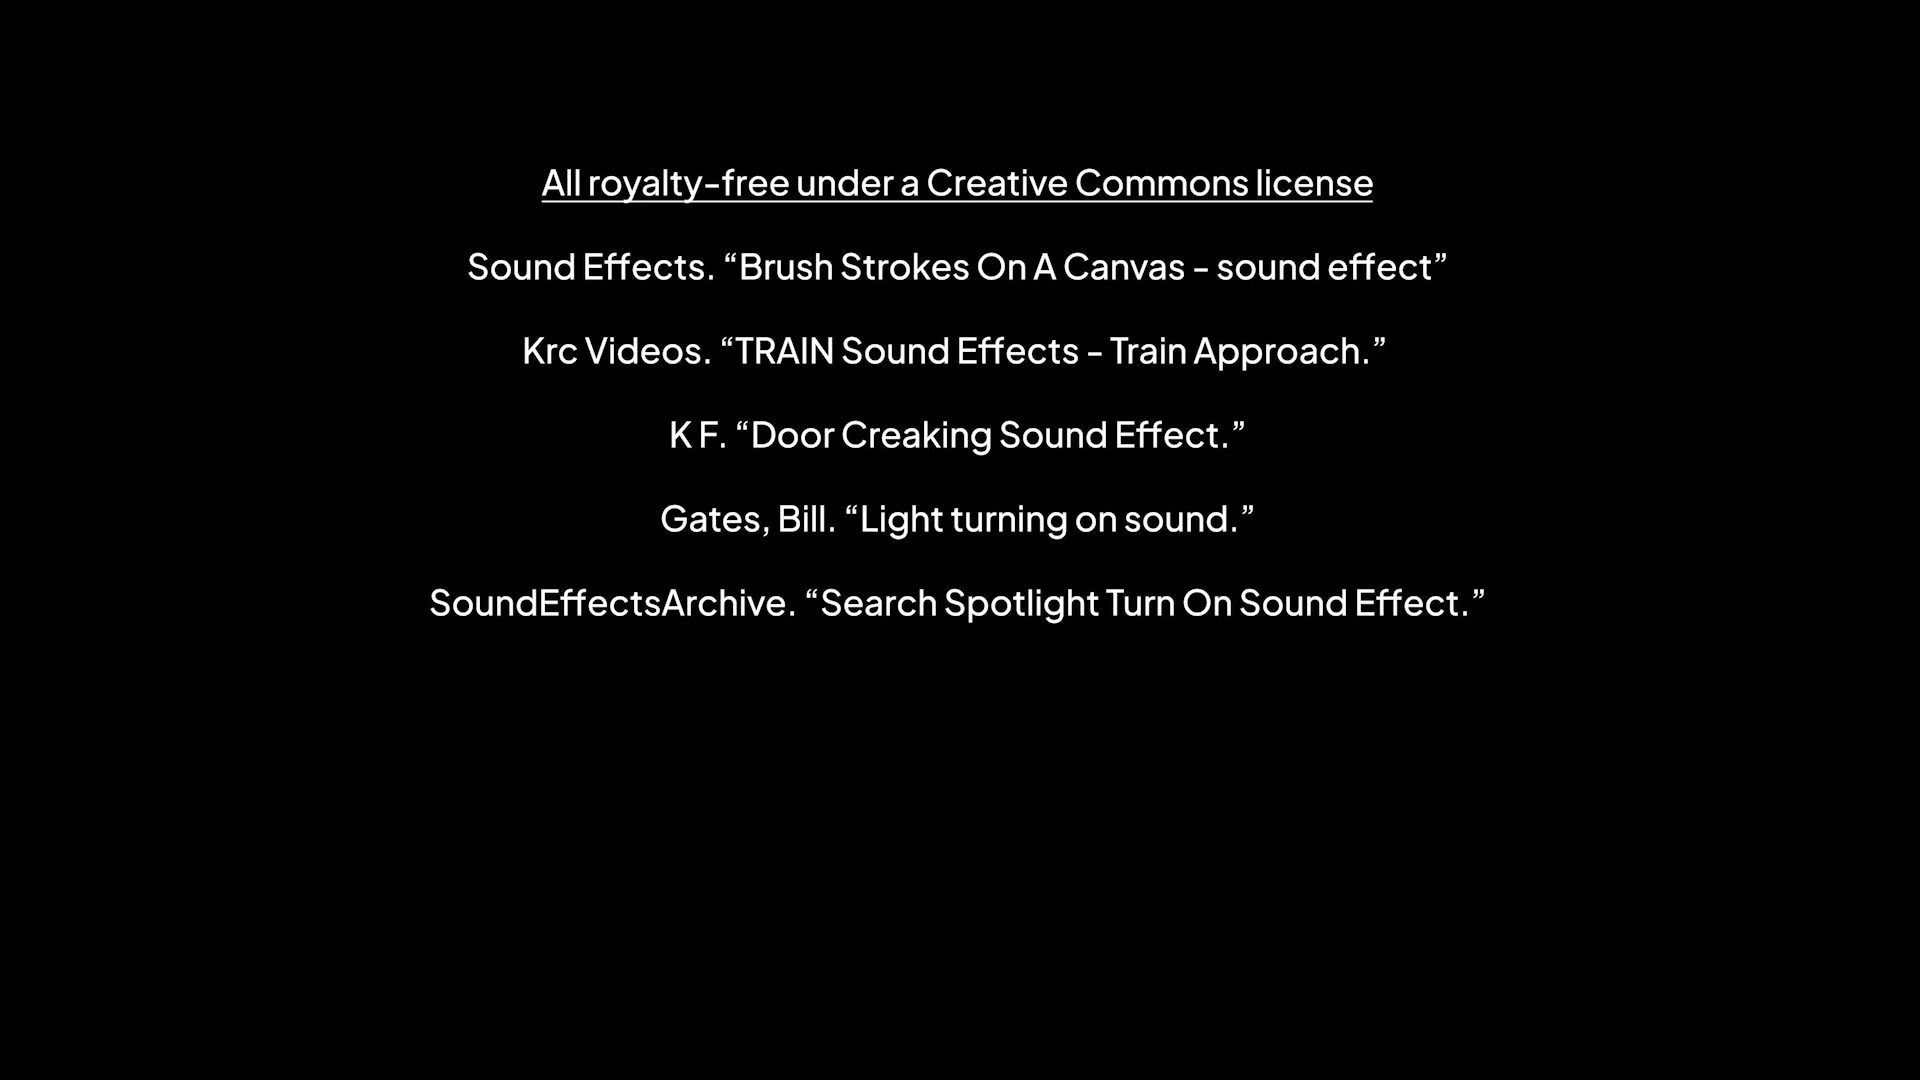 All royalty-free under a Creative Commons license
Sound Effects. “Brush Strokes On A Canvas - sound effect”
Krc Videos. “TRAIN Sound Effects - Train Approach.”
K F. “Door Creaking Sound Effect.”
Gates, Bill. “Light turning on sound.”
SoundEffectsArchive. “Search Spotlight Turn On Sound Effect.”